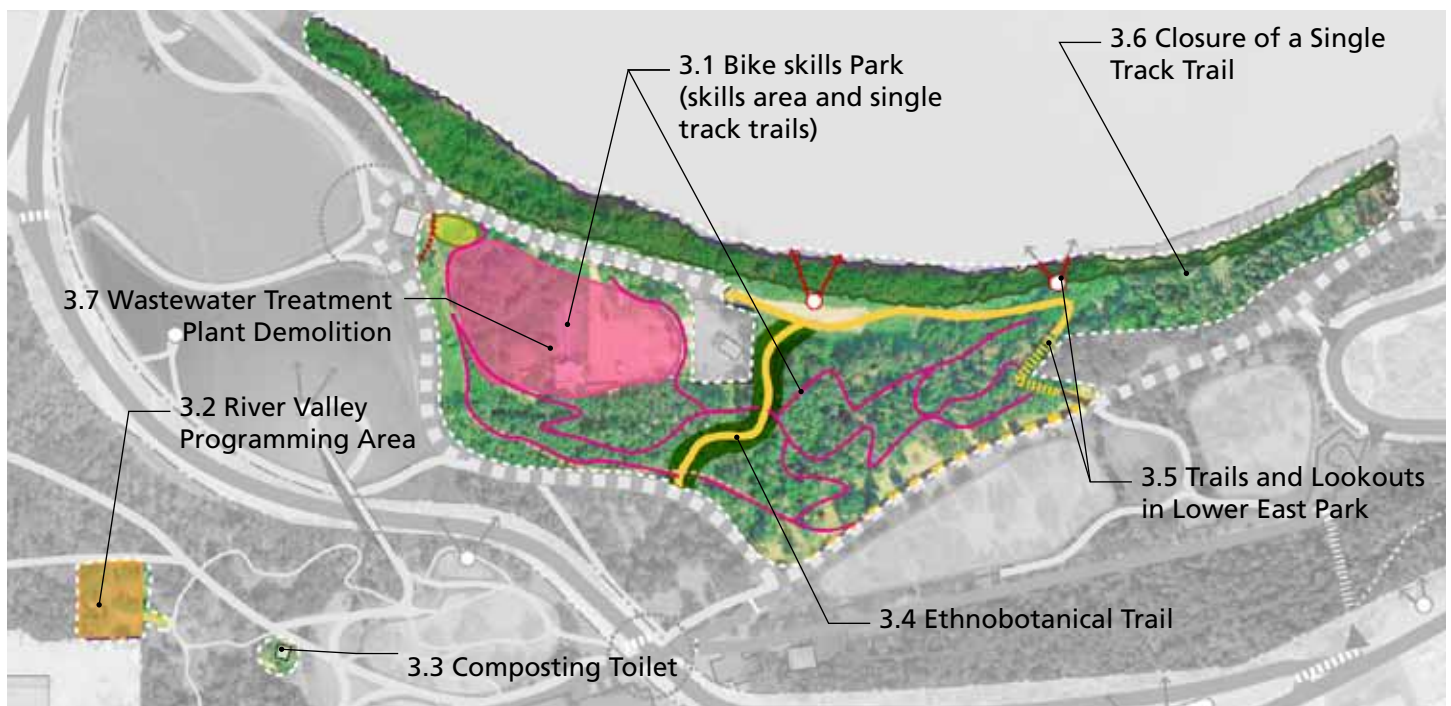 3.6 Closure of a Single
Track Trail
3.1 Bike skills Park
(skills area and single
track trails)
3.7 Wastewater Treatment
Plant Demolition
3.2 River Valley
Programming Area
3.5 Trails and Lookouts
in Lower East Park
3.4 Ethnobotanical Trail
3.3 Composting Toilet